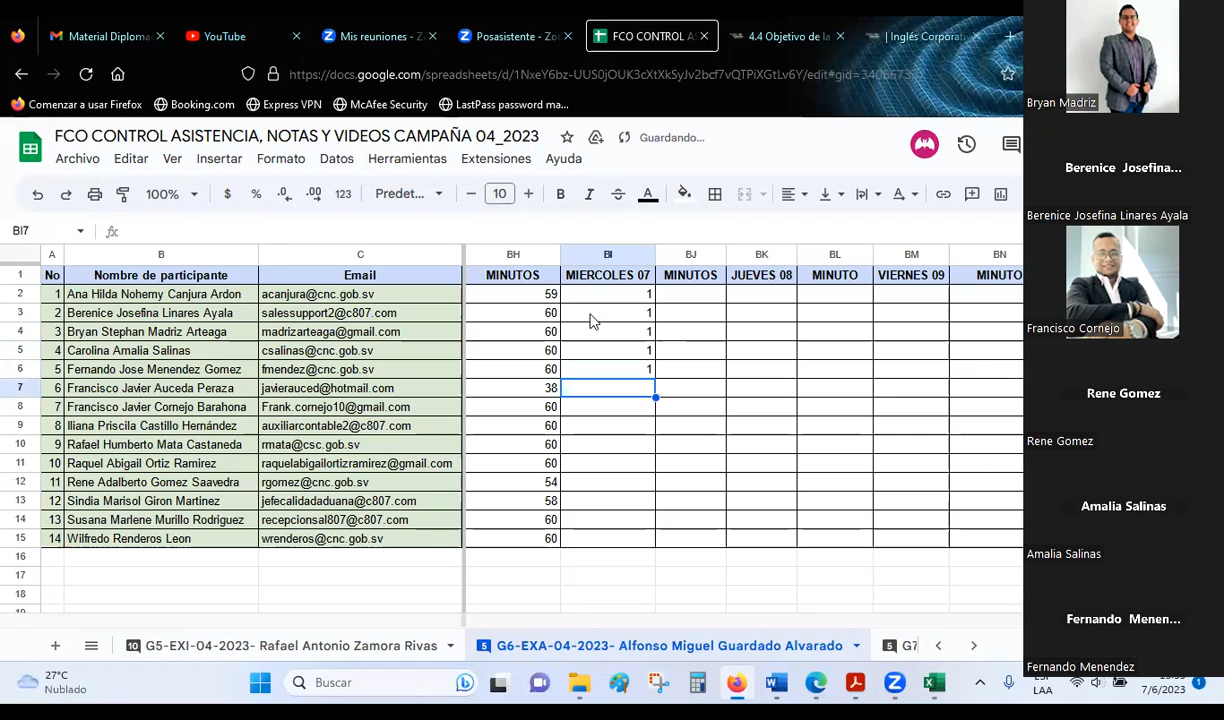 Material Diploma
YouTube
Mis reuniones - Z
Posasistente - Zo
FCO CONTROL AS
4.4 Objetivo de la
| Inglés Corporat
https://docs.google.com/spreadsheets/d/
Comenzar a usar Firefox
Booking.com
Express VPN
McAfee Security
LastPass password ma...
FCO CONTROL ASISTENCIA, NOTAS Y VIDEOS CAMPAÑA 04_2023
Guardando...
Archivo Editar Ver Insertar Formato Datos Herramientas Extensiones Ayuda
100% $ % .0 .00 123 Predet... 10 B I S A
BI7 fx
A B C BH BI BJ BK BL BM BN
1 No Nombre de participante Email MINUTOS MIERCOLES 07 MINUTOS JUEVES 08 MINUTO VIERNES 09 MINUTO
2 1 Ana Hilda Nohemy Canjura Ardon acanjura@cnc.gob.sv 59 1
3 2 Berenice Josefina Linares Ayala salessupport2@c807.com 60 1
4 3 Bryan Stephan Madriz Arteaga madrizarteaga@gmail.com 60 1
5 4 Carolina Amalia Salinas csalinas@cnc.gob.sv 60 1
6 5 Fernando Jose Menendez Gomez fmendez@cnc.gob.sv 60 1
7 6 Francisco Javier Auceda Peraza javierauced@hotmail.com 38
8 7 Francisco Javier Cornejo Barahona Frank.cornejo10@gmail.com 60
9 8 Iliana Priscila Castillo Hernández auxiliarcontable2@c807.com 60
10 9 Rafael Humberto Mata Castaneda rmata@csc.gob.sv 60
11 10 Raquel Abigail Ortiz Ramirez raquelabigailortizramirez@gmail.com 60
12 11 Rene Adalberto Gomez Saavedra rgomez@cnc.gob.sv 54
13 12 Sindia Marisol Giron Martinez jefecalidadaduana@c807.com 58
14 13 Susana Marlene Murillo Rodriguez recepcionsal807@c807.com 60
15 14 Wilfredo Renderos Leon wrenderos@cnc.gob.sv 60
16
17
18
10 G5-EXI-04-2023- Rafael Antonio Zamora Rivas
5 G6-EXA-04-2023- Alfonso Miguel Guardado Alvarado
5 G7
27°C
Nublado
Buscar
ESP
LAA
7/6/2023
1
Bryan Madriz
Berenice Josefina...
Berenice Josefina Linares Ayala
Francisco Cornejo
Rene Gomez
Rene Gomez
Amalia Salinas
Amalia Salinas
Fernando Menen...
Fernando Menendez